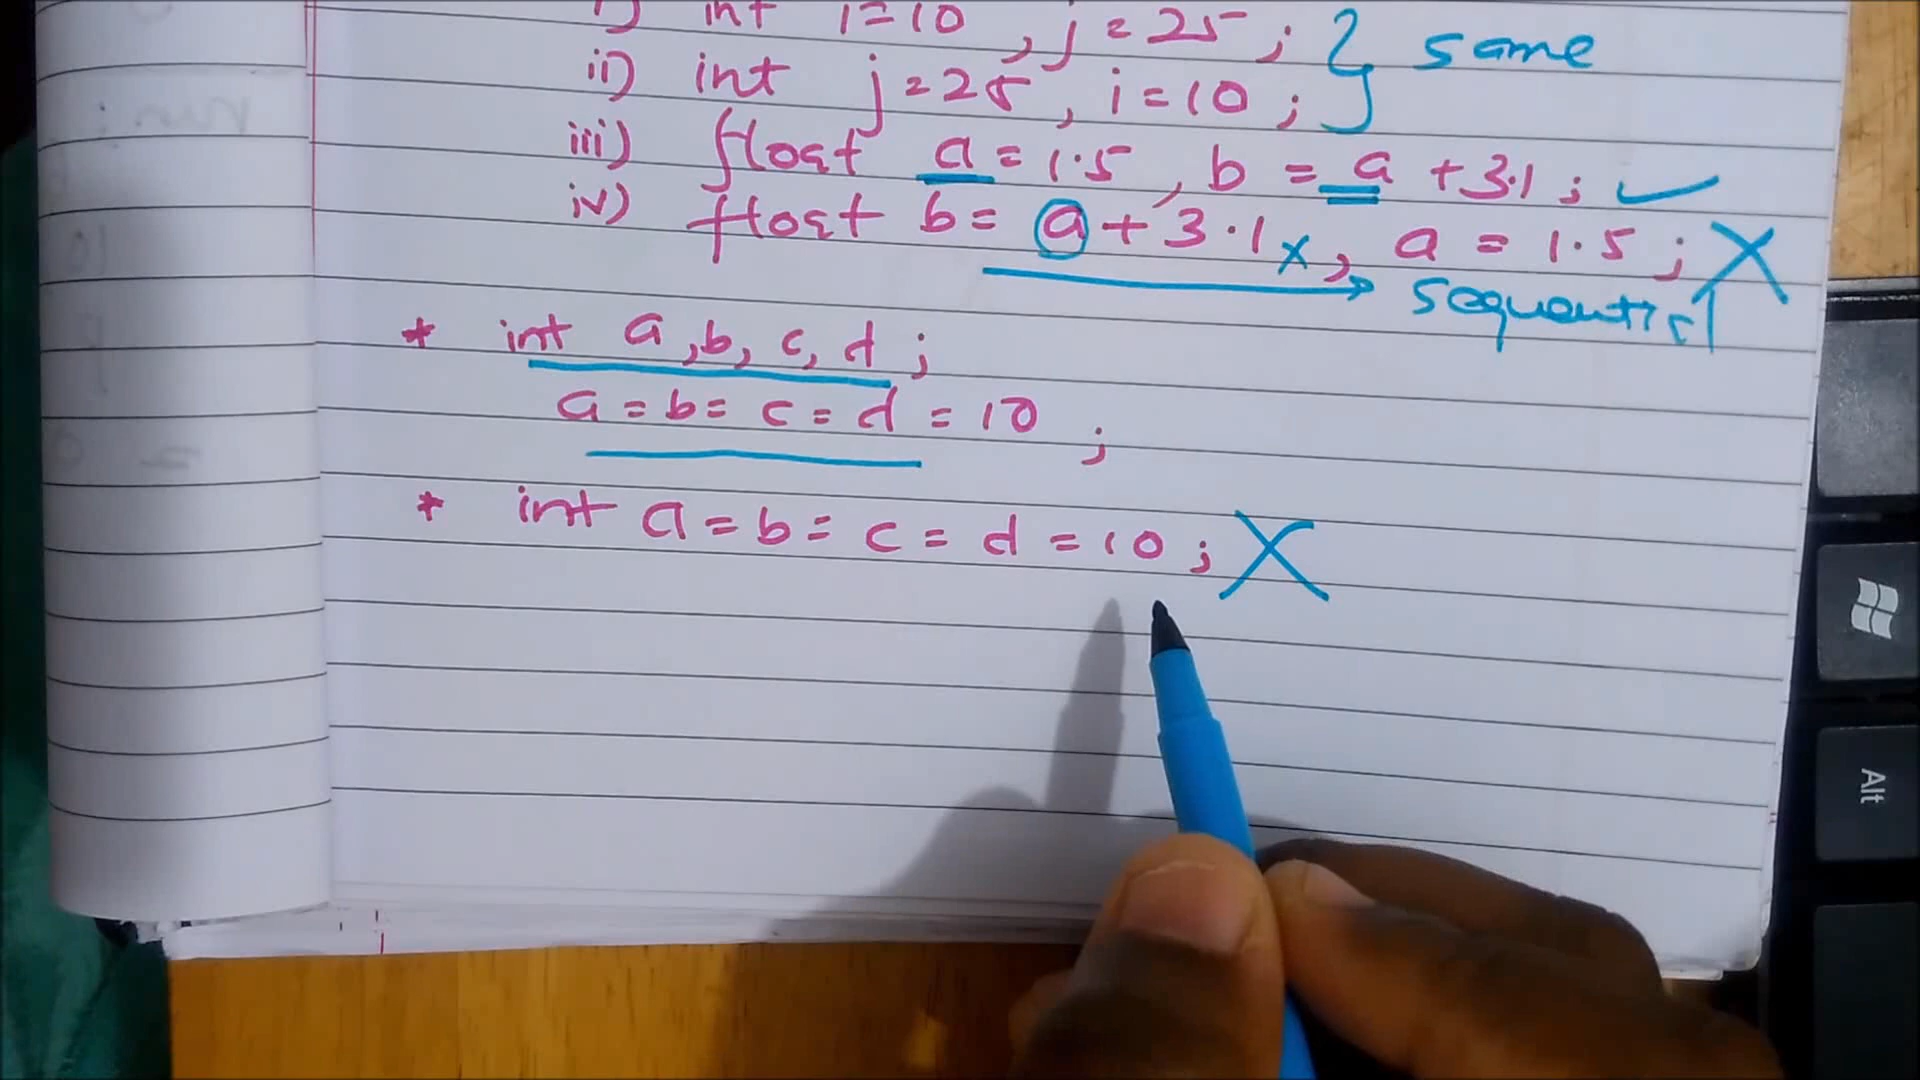 i) int i=10 , j=25 ; } same
ii) int j=25 , i=10 ;
iii) float a=1.5 , b = a +3.1 ; ✓
iv) float b= a+3.1 x , a = 1.5 ; X
→ sequential
* int a,b, c, d ;
a = b = c = d = 10 ;
* int a = b = c = d = 10 ; X
Alt